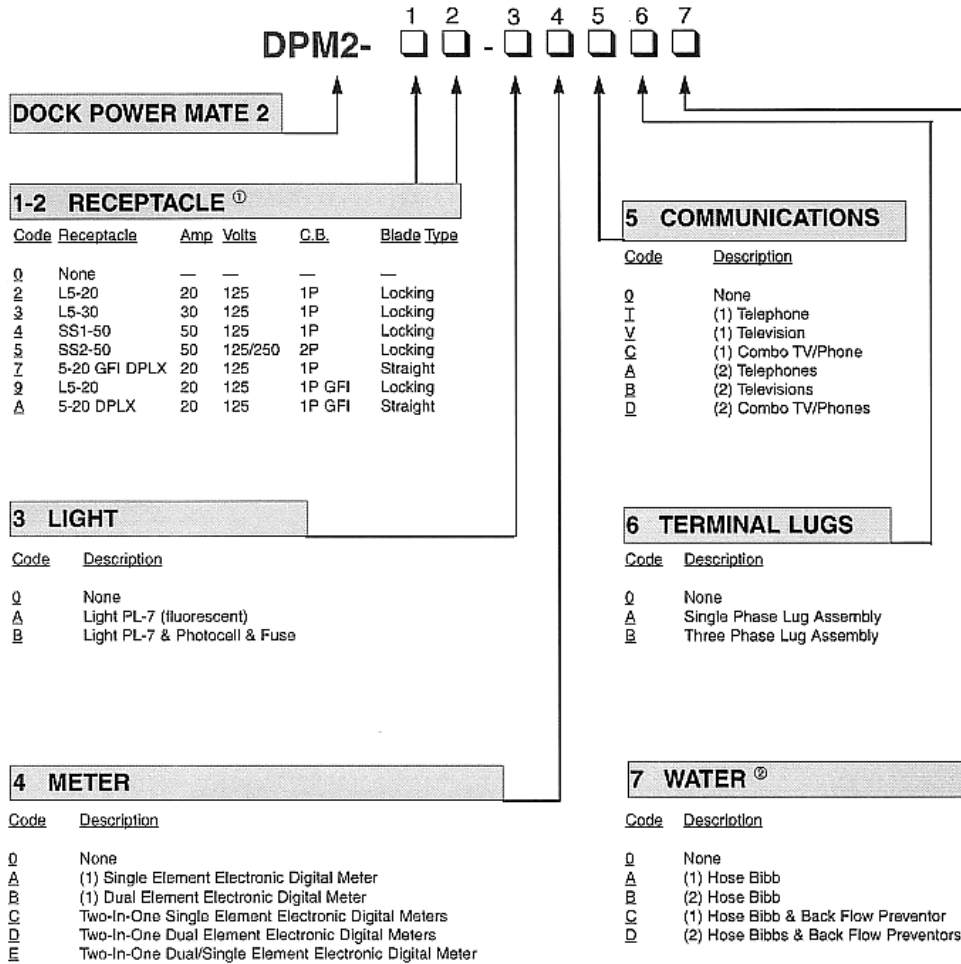 1 2 3 4 5 6 7
DPM2- ☐ ☐ - ☐ ☐ ☐ ☐ ☐
DOCK POWER MATE 2
1-2 RECEPTACLE ①
Code Receptacle Amp Volts C.B. Blade Type
0 None — — — —
2 L5-20 20 125 1P Locking
3 L5-30 30 125 1P Locking
4 SS1-50 50 125 1P Locking
5 SS2-50 50 125/250 2P Locking
7 5-20 GFI DPLX 20 125 1P Straight
9 L5-20 20 125 1P GFI Locking
A 5-20 DPLX 20 125 1P GFI Straight
5 COMMUNICATIONS
Code Description
0 None
T (1) Telephone
V (1) Television
C (1) Combo TV/Phone
A (2) Telephones
B (2) Televisions
D (2) Combo TV/Phones
3 LIGHT
Code Description
0 None
A Light PL-7 (fluorescent)
B Light PL-7 & Photocell & Fuse
6 TERMINAL LUGS
Code Description
0 None
A Single Phase Lug Assembly
B Three Phase Lug Assembly
4 METER
Code Description
0 None
A (1) Single Element Electronic Digital Meter
B (1) Dual Element Electronic Digital Meter
C Two-In-One Single Element Electronic Digital Meters
D Two-In-One Dual Element Electronic Digital Meters
E Two-In-One Dual/Single Element Electronic Digital Meter
7 WATER ②
Code Description
0 None
A (1) Hose Bibb
B (2) Hose Bibb
C (1) Hose Bibb & Back Flow Preventor
D (2) Hose Bibbs & Back Flow Preventors